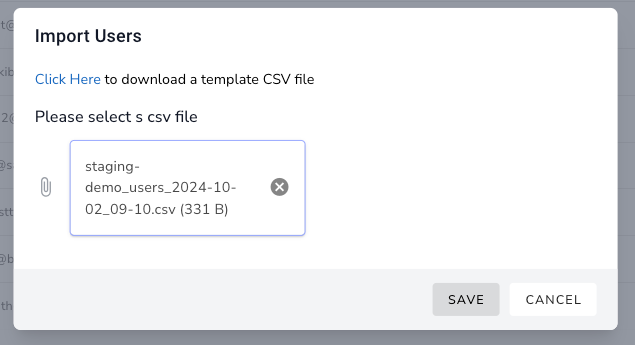 Import Users
Click Here to download a template CSV file
Please select s csv file
staging-
demo_users_2024-10-
02_09-10.csv (331 B)
SAVE CANCEL